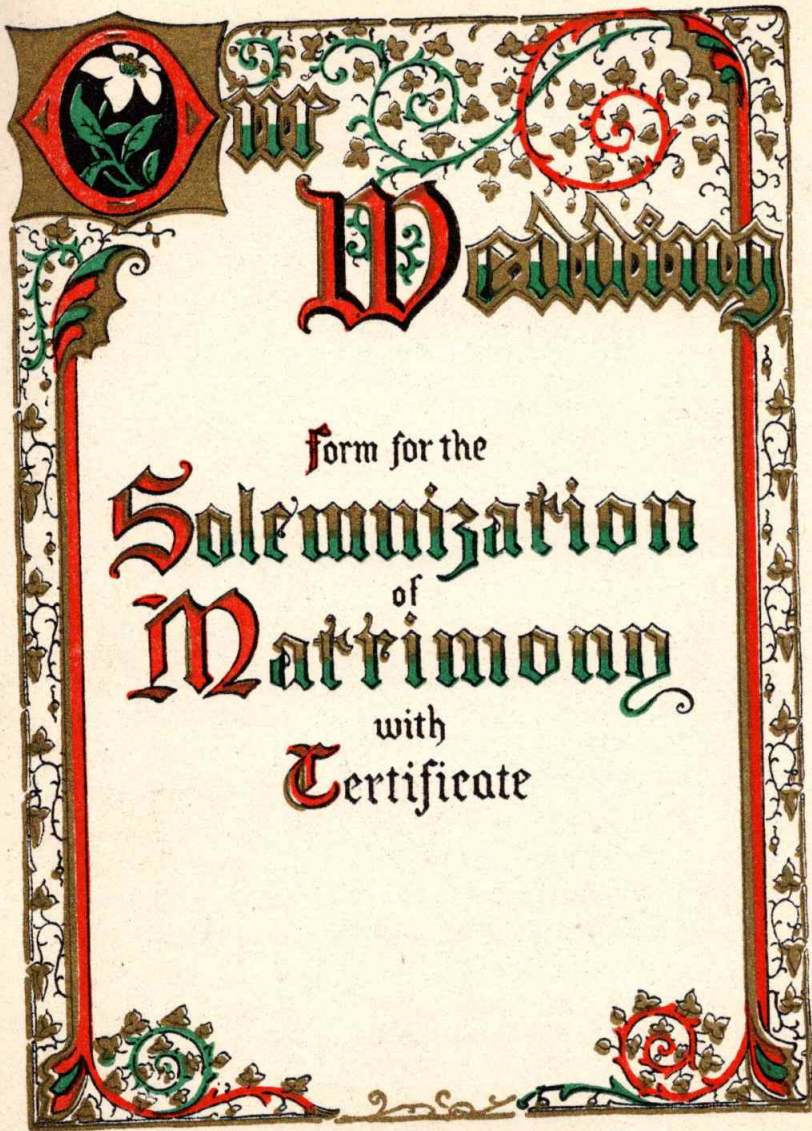 Our
Wedding
Form for the
Solemnization
of
Matrimony
with
Certificate